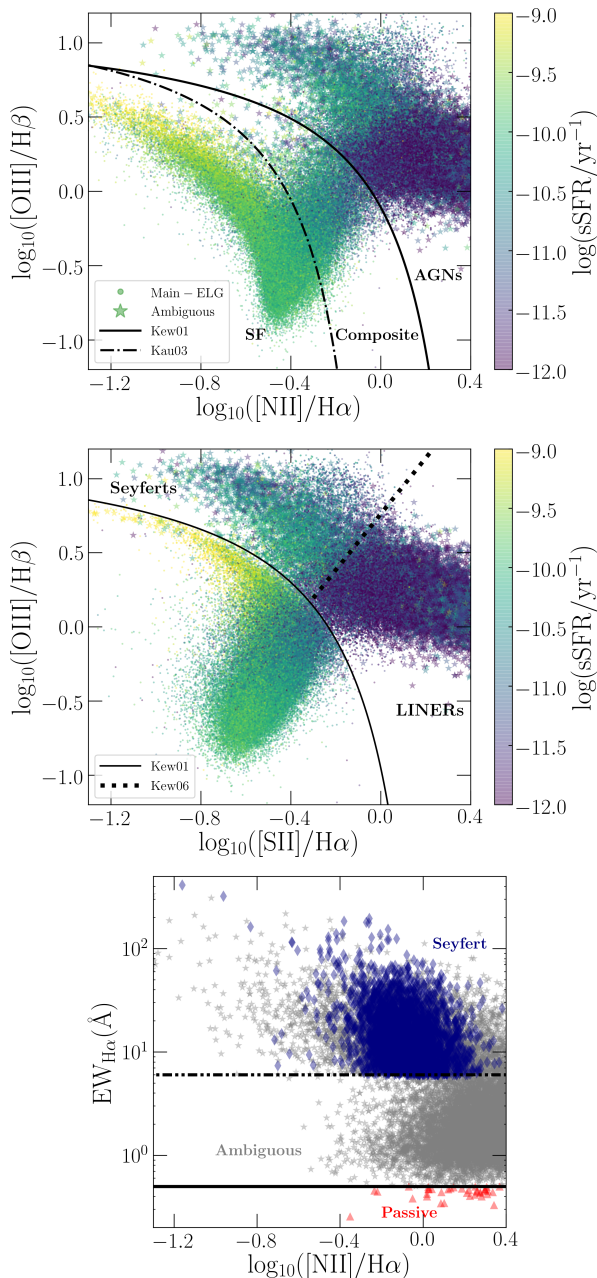 1.0
0.5
0.0
−0.5
−1.0
log₁₀([OIII]/Hβ)
Main − ELG
Ambiguous
Kew01
Kau03
SF
Composite
AGNs
−1.2 −0.8 −0.4 0.0 0.4
log₁₀([NII]/Hα)
−9.0
−9.5
−10.0
−10.5
−11.0
−11.5
−12.0
log(sSFR/yr⁻¹)
1.0
0.5
0.0
−0.5
−1.0
log₁₀([OIII]/Hβ)
Seyferts
LINERs
Kew01
Kew06
−1.2 −0.8 −0.4 0.0 0.4
log₁₀([SII]/Hα)
−9.0
−9.5
−10.0
−10.5
−11.0
−11.5
−12.0
log(sSFR/yr⁻¹)
10²
10¹
10⁰
EW_Hα(Å)
Seyfert
Ambiguous
Passive
−1.2 −0.8 −0.4 0.0 0.4
log₁₀([NII]/Hα)